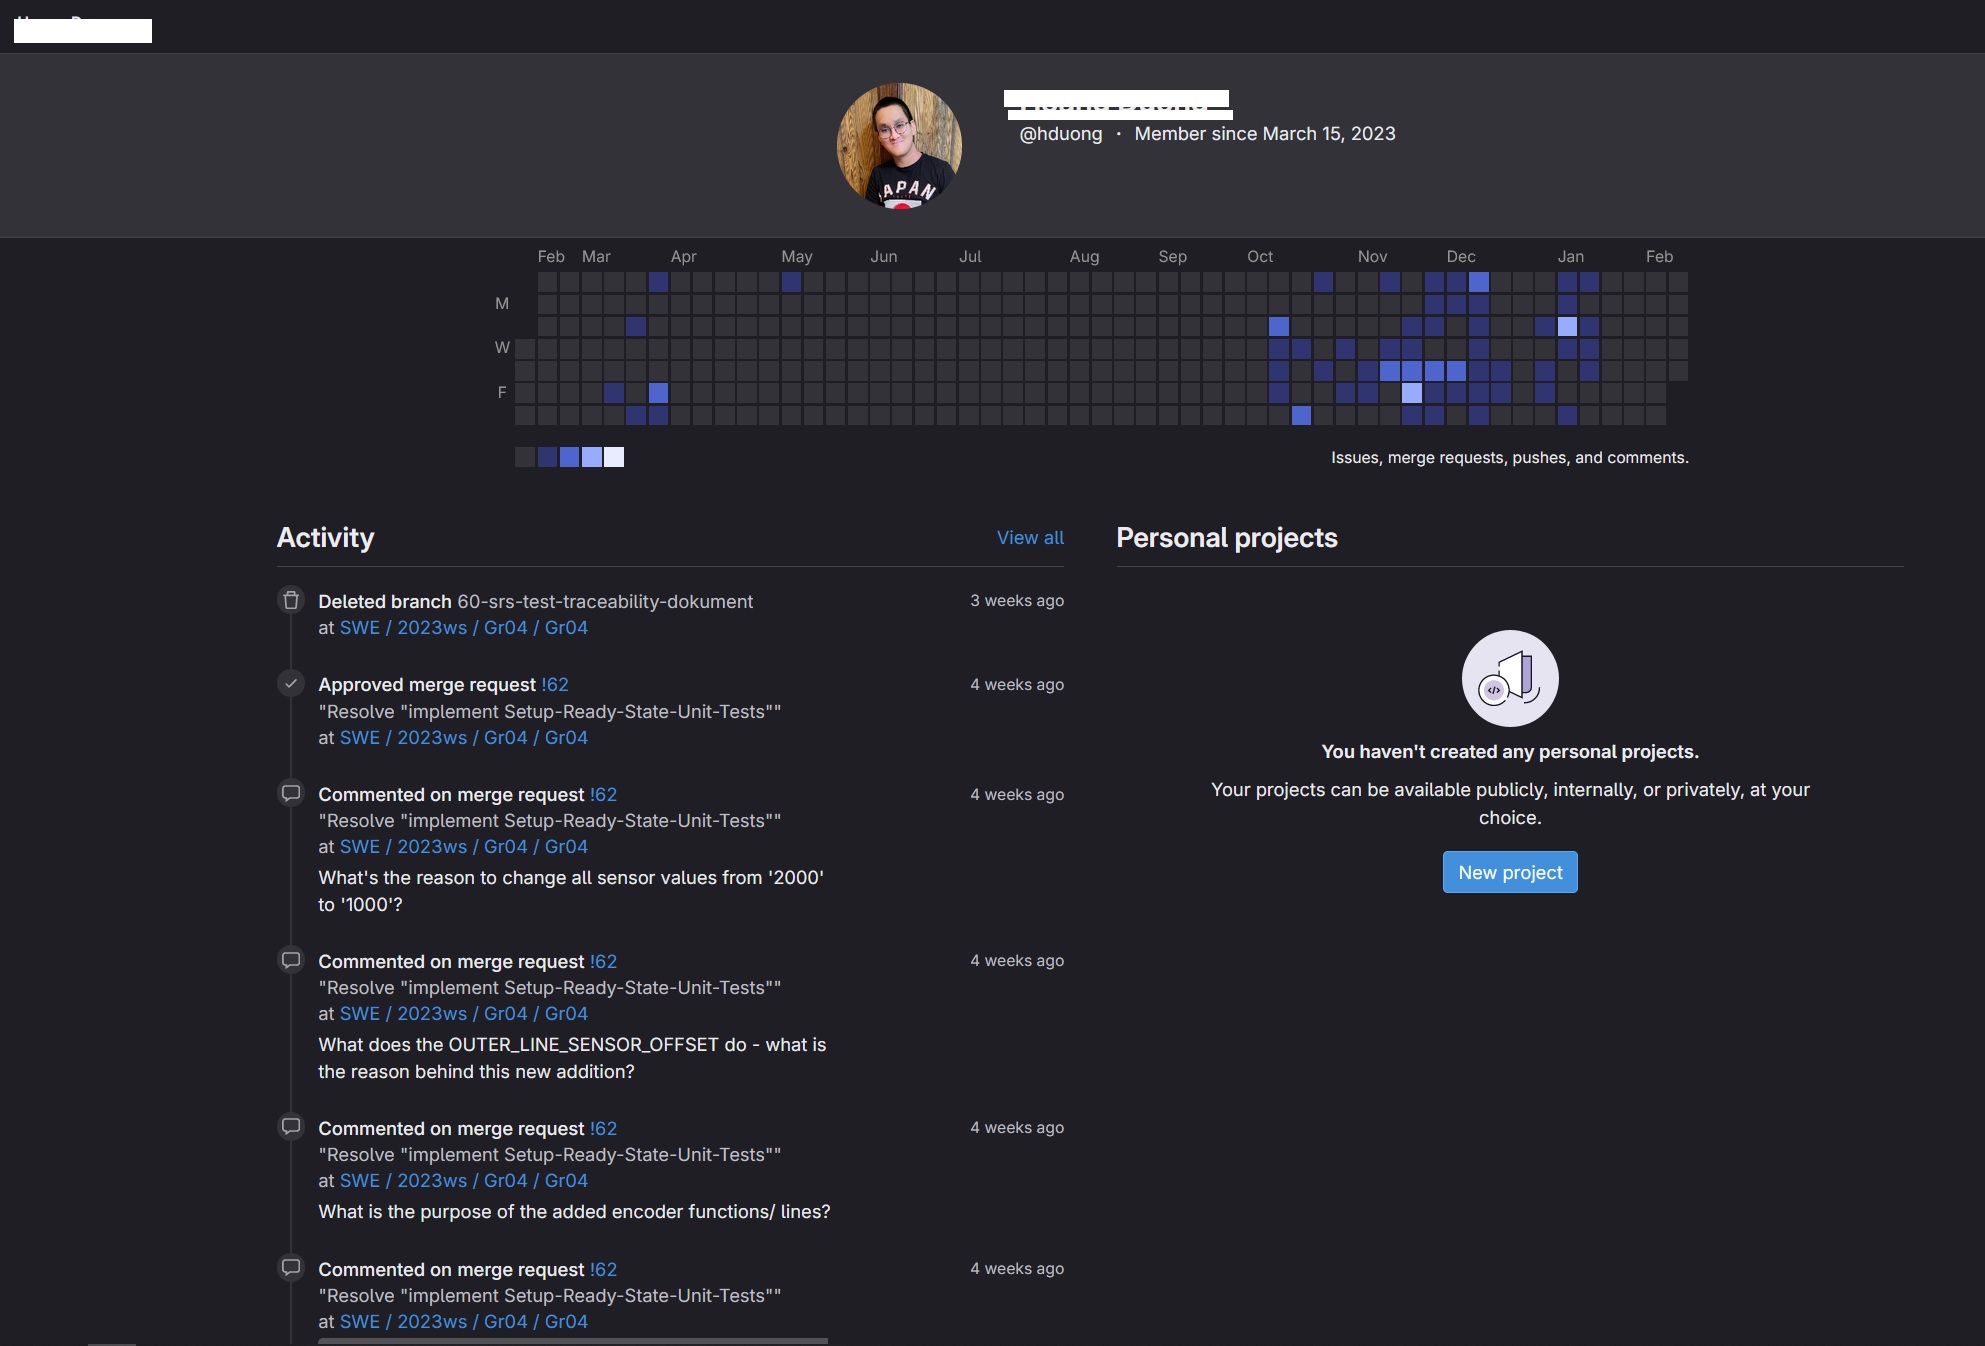 @hduong · Member since March 15, 2023
APAN
Feb Mar Apr May Jun Jul Aug Sep Oct Nov Dec Jan Feb
M
W
F
Issues, merge requests, pushes, and comments.
Activity
View all
Deleted branch 60-srs-test-traceability-dokument
3 weeks ago
at SWE / 2023ws / Gr04 / Gr04
Approved merge request !62
4 weeks ago
"Resolve "implement Setup-Ready-State-Unit-Tests""
at SWE / 2023ws / Gr04 / Gr04
Commented on merge request !62
4 weeks ago
"Resolve "implement Setup-Ready-State-Unit-Tests""
at SWE / 2023ws / Gr04 / Gr04
What's the reason to change all sensor values from '2000'
to '1000'?
Commented on merge request !62
4 weeks ago
"Resolve "implement Setup-Ready-State-Unit-Tests""
at SWE / 2023ws / Gr04 / Gr04
What does the OUTER_LINE_SENSOR_OFFSET do - what is
the reason behind this new addition?
Commented on merge request !62
4 weeks ago
"Resolve "implement Setup-Ready-State-Unit-Tests""
at SWE / 2023ws / Gr04 / Gr04
What is the purpose of the added encoder functions/ lines?
Commented on merge request !62
4 weeks ago
"Resolve "implement Setup-Ready-State-Unit-Tests""
at SWE / 2023ws / Gr04 / Gr04
Personal projects
</>
You haven't created any personal projects.
Your projects can be available publicly, internally, or privately, at your
choice.
New project